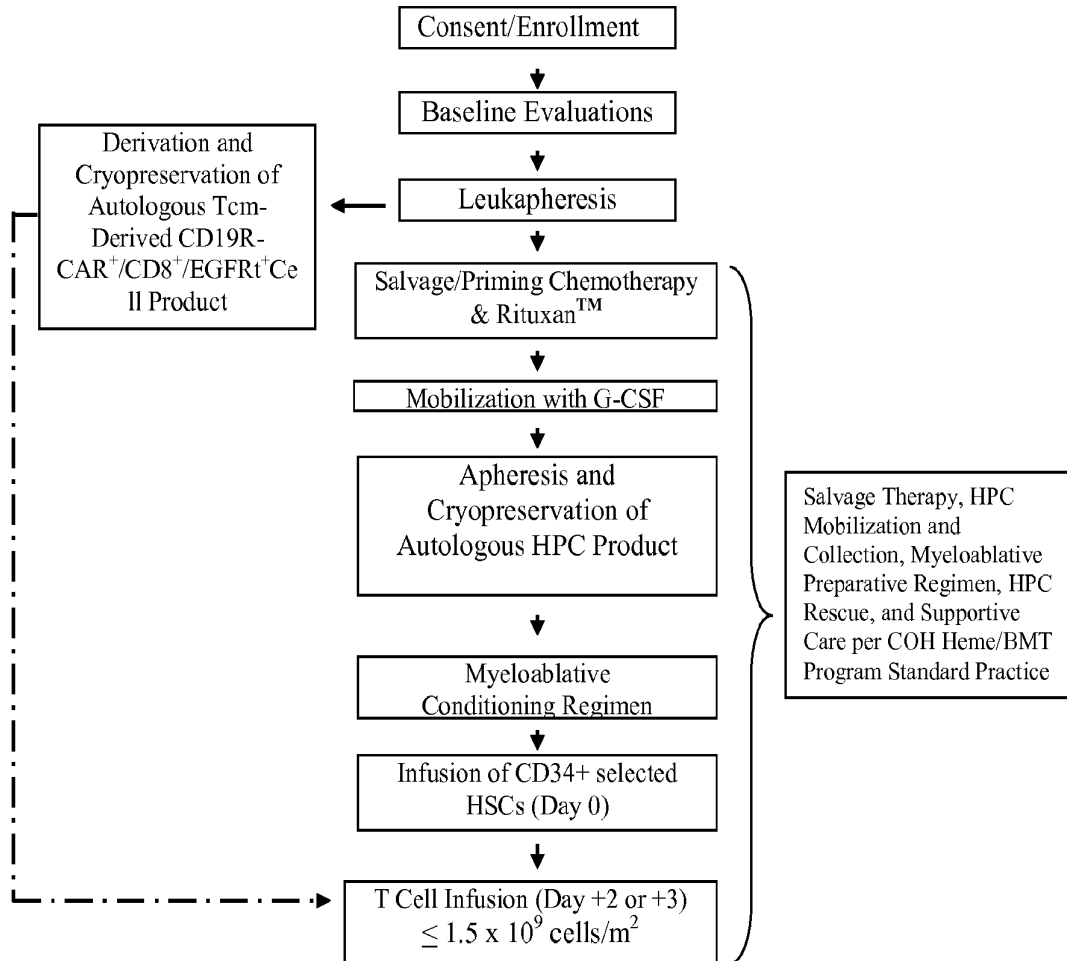 Consent/Enrollment
Baseline Evaluations
Leukapheresis
Derivation and
Cryopreservation of
Autologous Tcm-
Derived CD19R-
CAR⁺/CD8⁺/EGFRt⁺Ce
ll Product
Salvage/Priming Chemotherapy
& Rituxan™
Mobilization with G-CSF
Apheresis and
Cryopreservation of
Autologous HPC Product
Myeloablative
Conditioning Regimen
Infusion of CD34+ selected
HSCs (Day 0)
T Cell Infusion (Day +2 or +3)
≤ 1.5 x 10⁹ cells/m²
Salvage Therapy, HPC
Mobilization and
Collection, Myeloablative
Preparative Regimen, HPC
Rescue, and Supportive
Care per COH Heme/BMT
Program Standard Practice